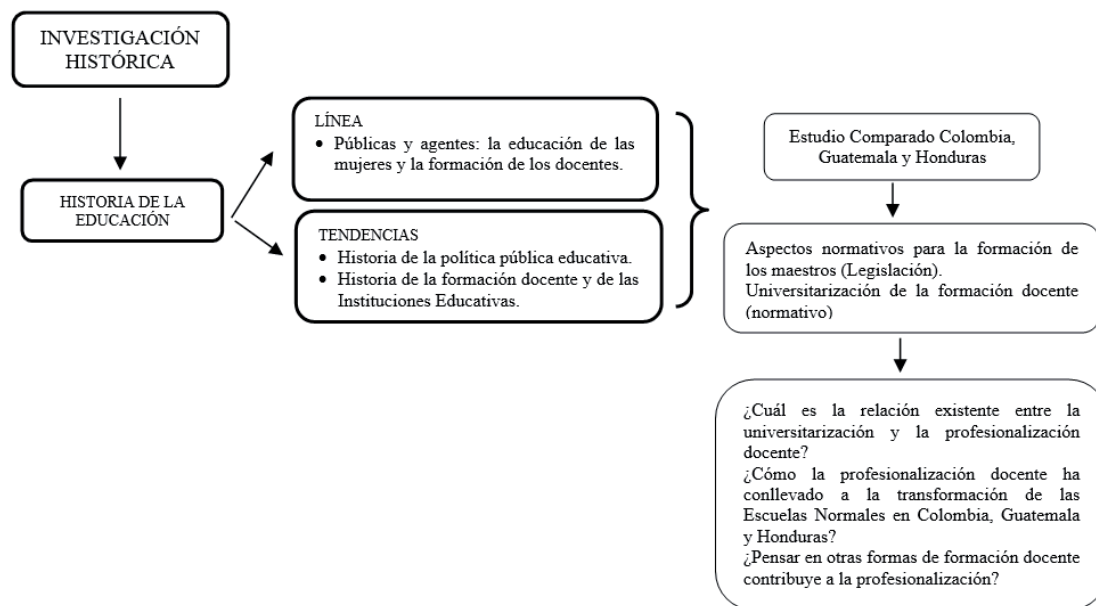 INVESTIGACIÓN
HISTÓRICA
HISTORIA DE LA
EDUCACIÓN
LÍNEA
• Públicas y agentes: la educación de las
mujeres y la formación de los docentes.
TENDENCIAS
• Historia de la política pública educativa.
• Historia de la formación docente y de las
Instituciones Educativas.
Estudio Comparado Colombia,
Guatemala y Honduras
Aspectos normativos para la formación de
los maestros (Legislación).
Universitarización de la formación docente
(normativo)
¿Cuál es la relación existente entre la
universitarización y la profesionalización
docente?
¿Cómo la profesionalización docente ha
conllevado a la transformación de las
Escuelas Normales en Colombia, Guatemala
y Honduras?
¿Pensar en otras formas de formación docente
contribuye a la profesionalización?